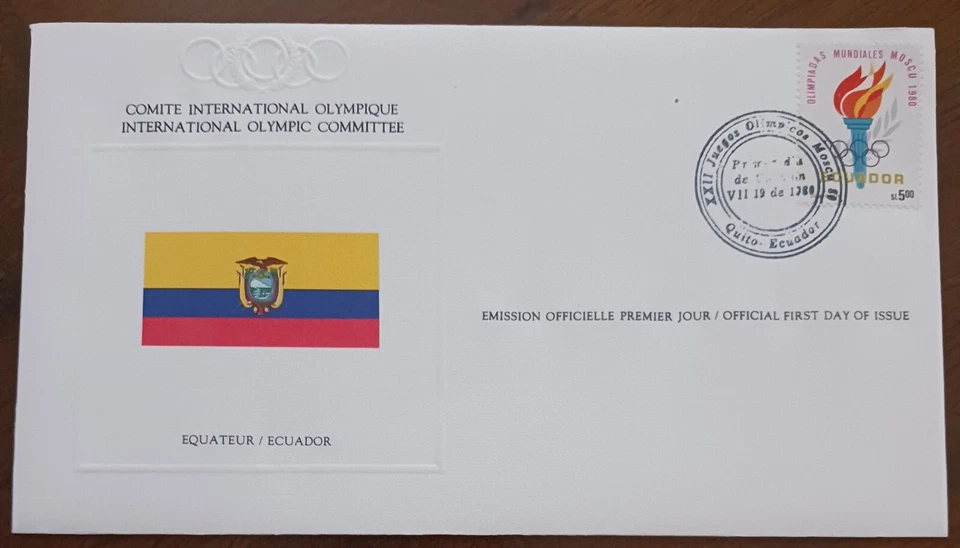 COMITE INTERNATIONAL OLYMPIQUE
INTERNATIONAL OLYMPIC COMMITTEE
EQUATEUR / ECUADOR
OLIMPIADAS MUNDIALES MOSCU 1980
ECUADOR
s/.5.00
XXII Juegos Olimpicos Moscu 80
de
VII 19 de 1980
Quito-Ecuador
EMISSION OFFICIELLE PREMIER JOUR / OFFICIAL FIRST DAY OF ISSUE